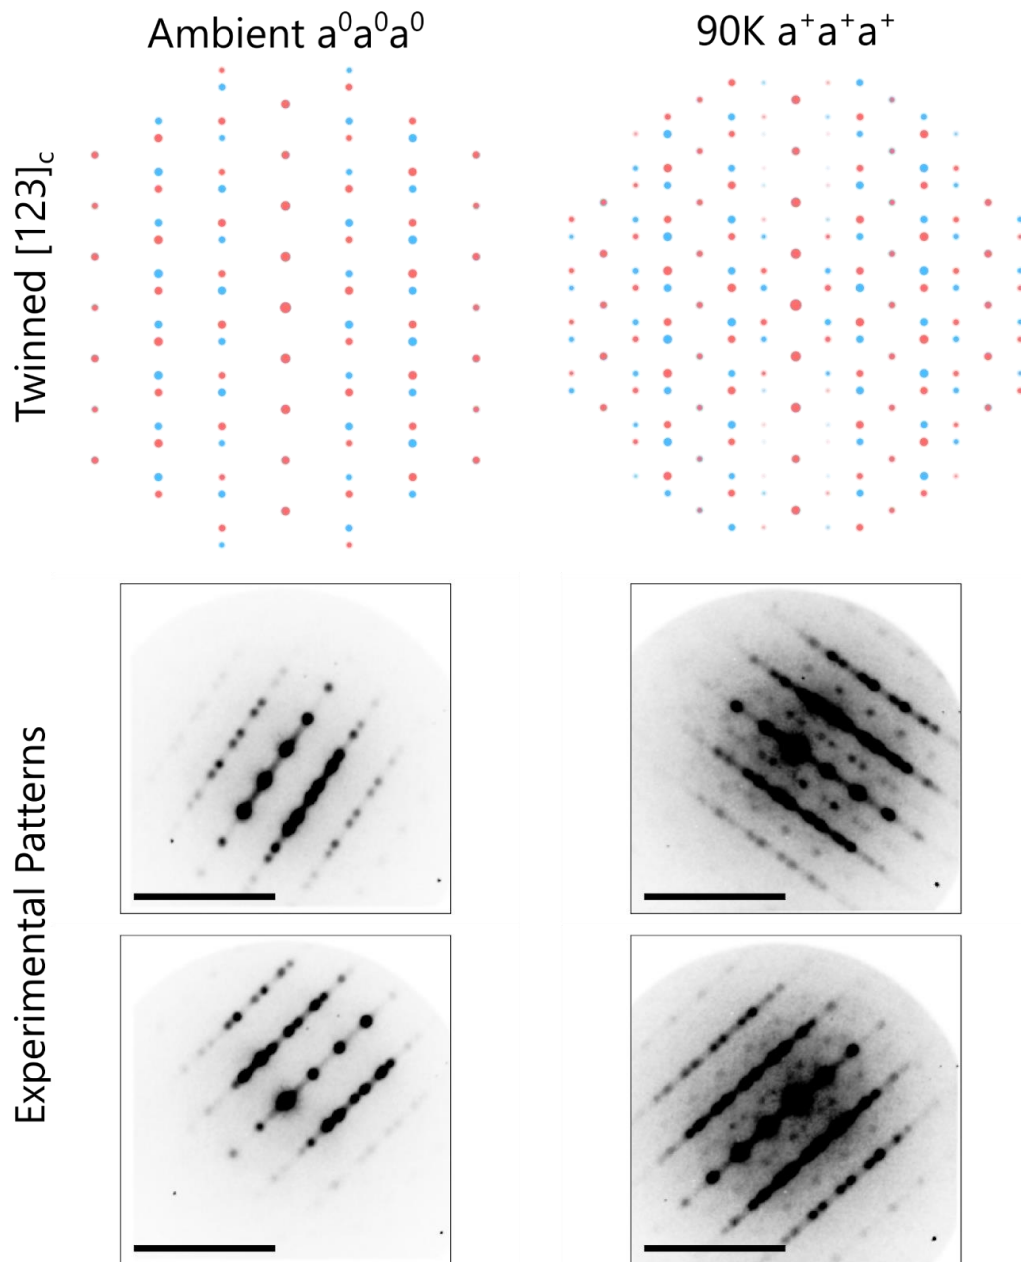 Ambient a⁰a⁰a⁰
90K a⁺a⁺a⁺
Twinned [123]c
Experimental Patterns